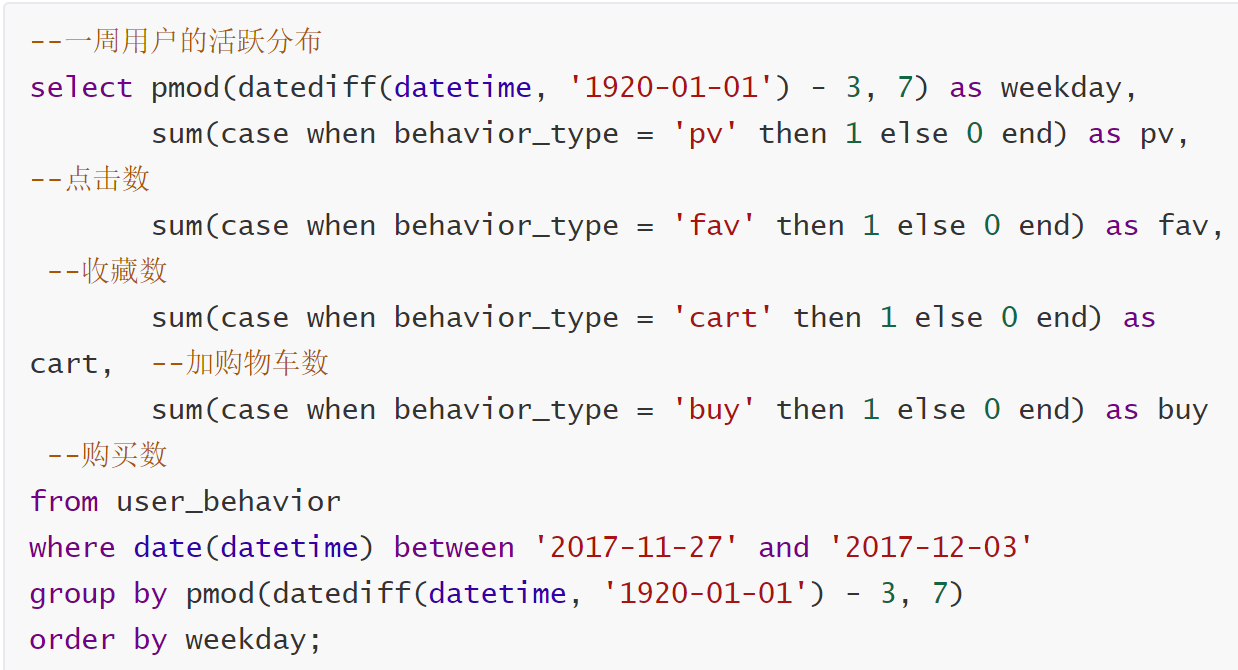 --一周用户的活跃分布
select pmod(datediff(datetime, '1920-01-01') - 3, 7) as weekday,
       sum(case when behavior_type = 'pv' then 1 else 0 end) as pv,
--点击数
       sum(case when behavior_type = 'fav' then 1 else 0 end) as fav,
 --收藏数
       sum(case when behavior_type = 'cart' then 1 else 0 end) as
cart,  --加购物车数
       sum(case when behavior_type = 'buy' then 1 else 0 end) as buy
 --购买数
from user_behavior
where date(datetime) between '2017-11-27' and '2017-12-03'
group by pmod(datediff(datetime, '1920-01-01') - 3, 7)
order by weekday;